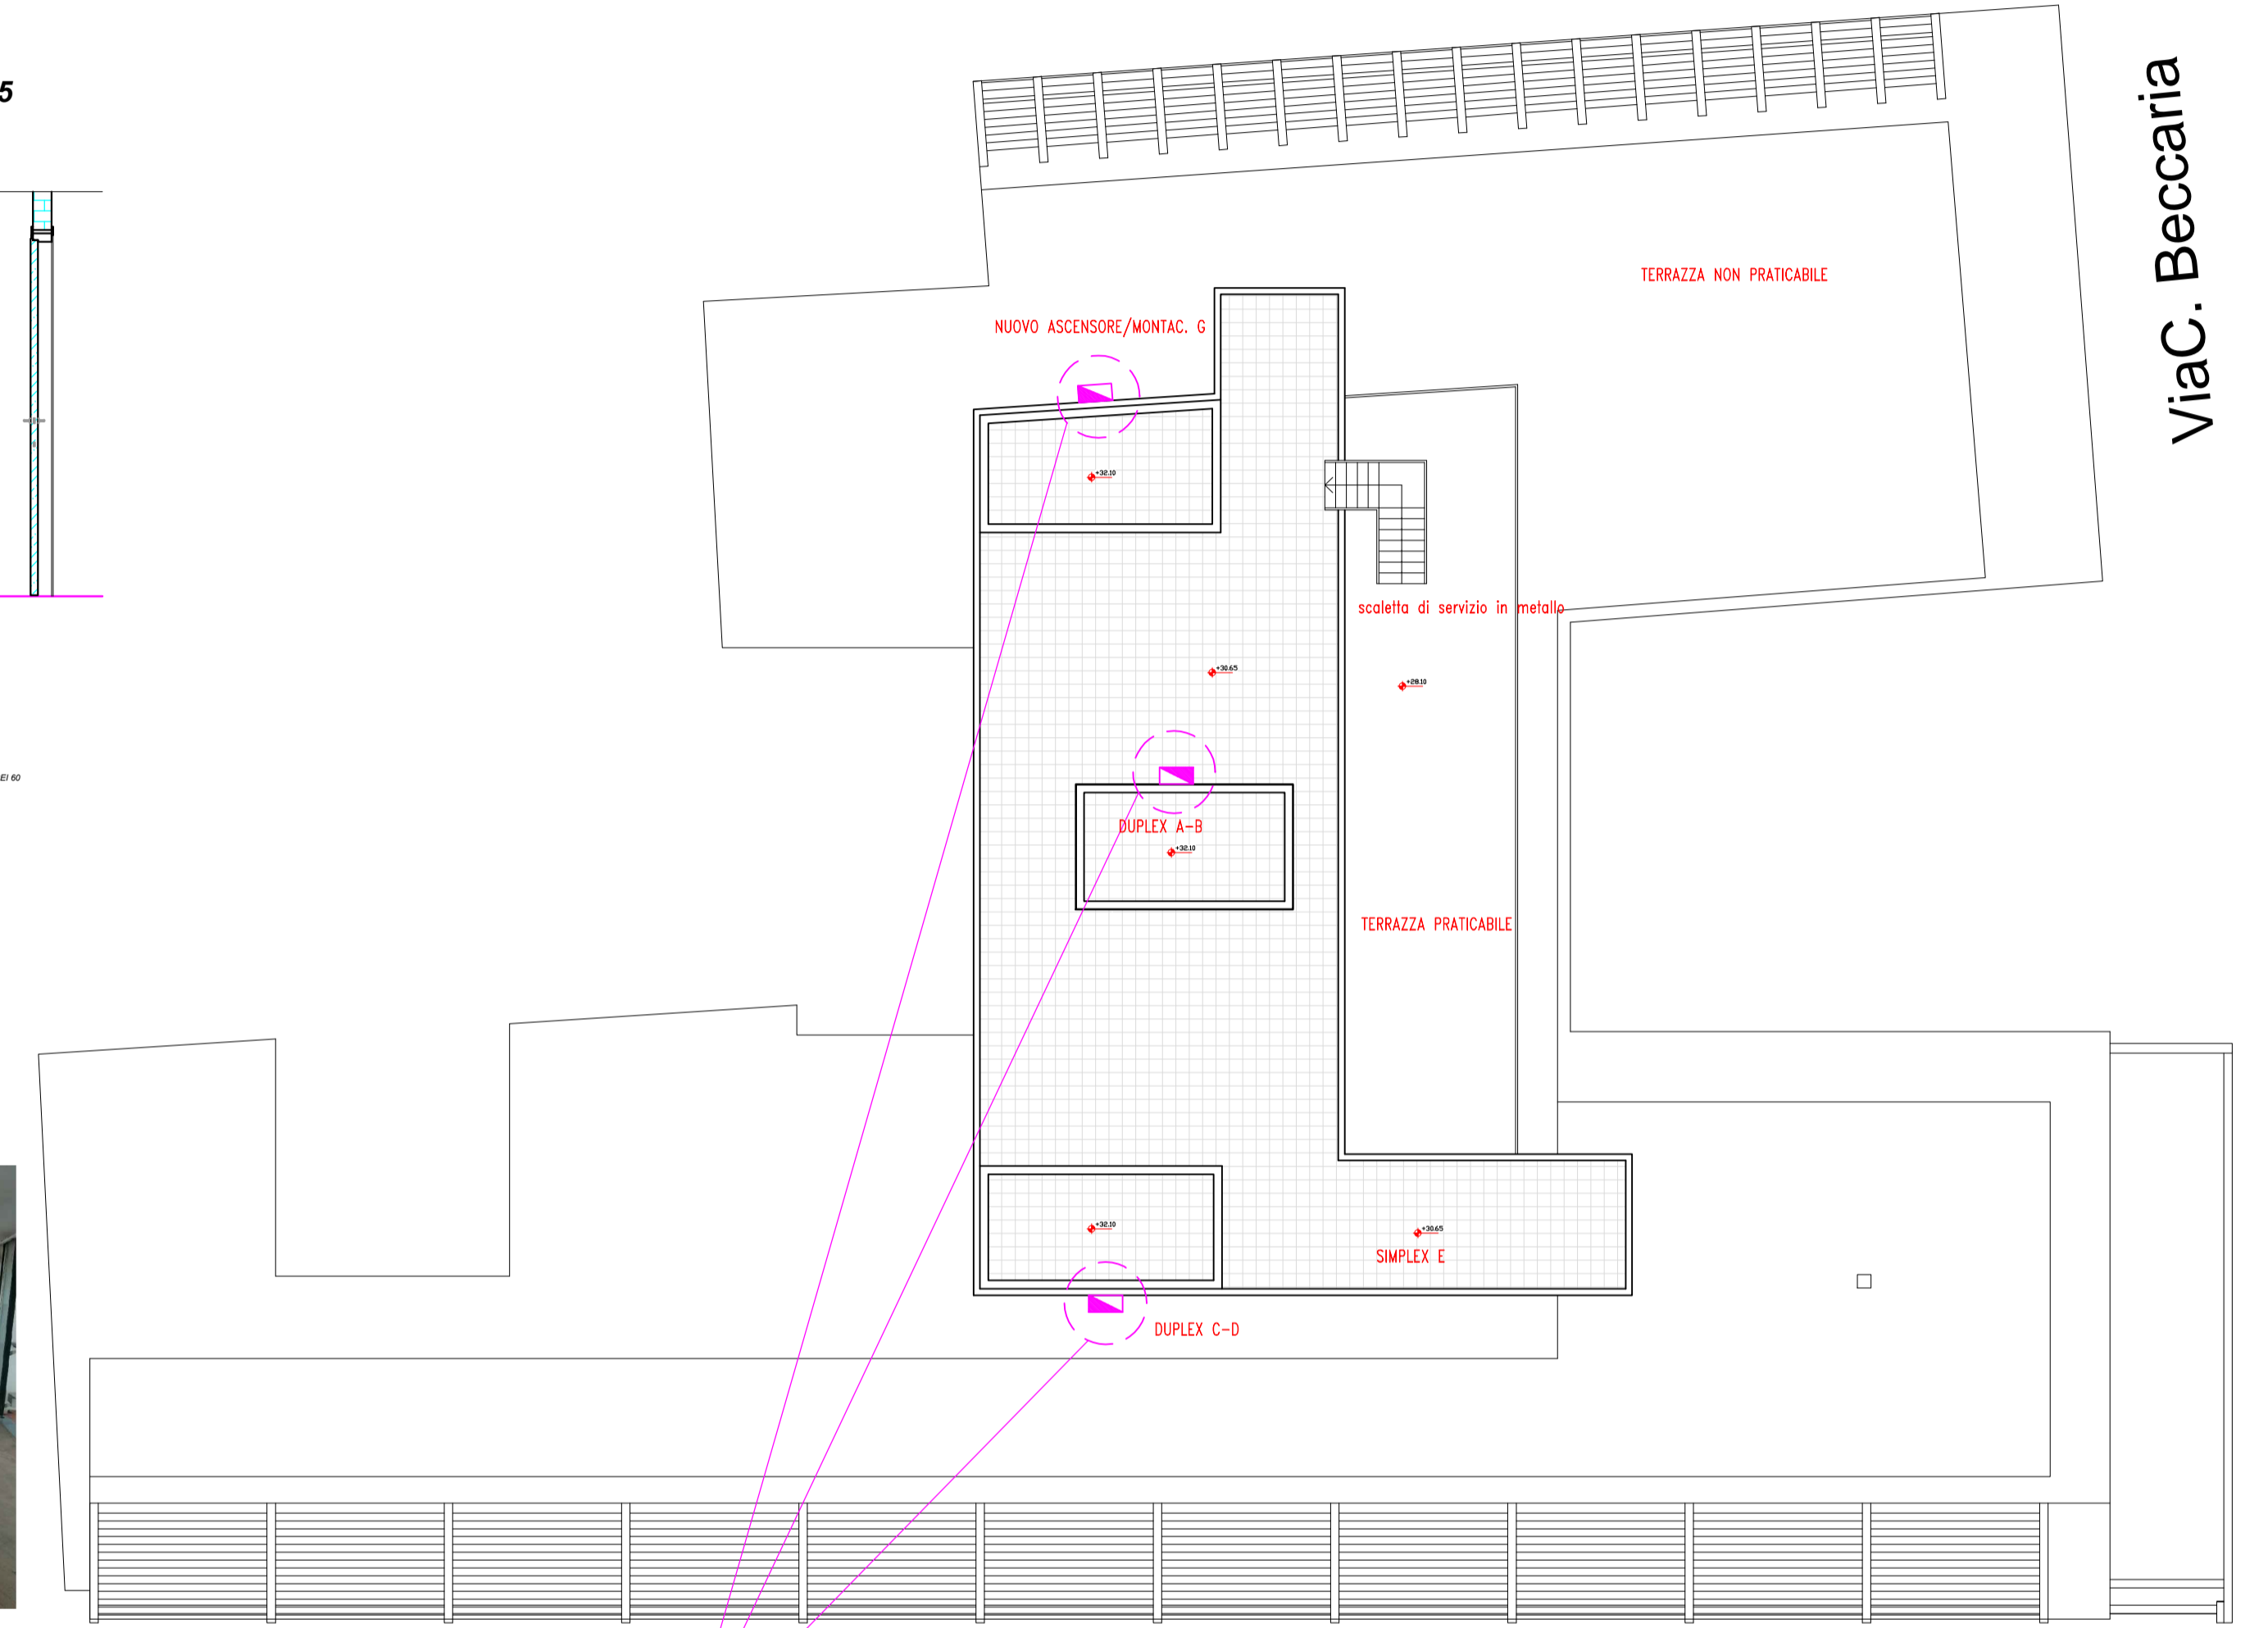 5
ViaC. Beccaria
TERRAZZA NON PRATICABILE
NUOVO ASCENSORE/MONTAC. G
+32.10
scaletta di servizio in metallo
+30.65
+28.10
EI 60
DUPLEX A-B
+32.10
TERRAZZA PRATICABILE
+32.10
+30.65
SIMPLEX E
DUPLEX C-D